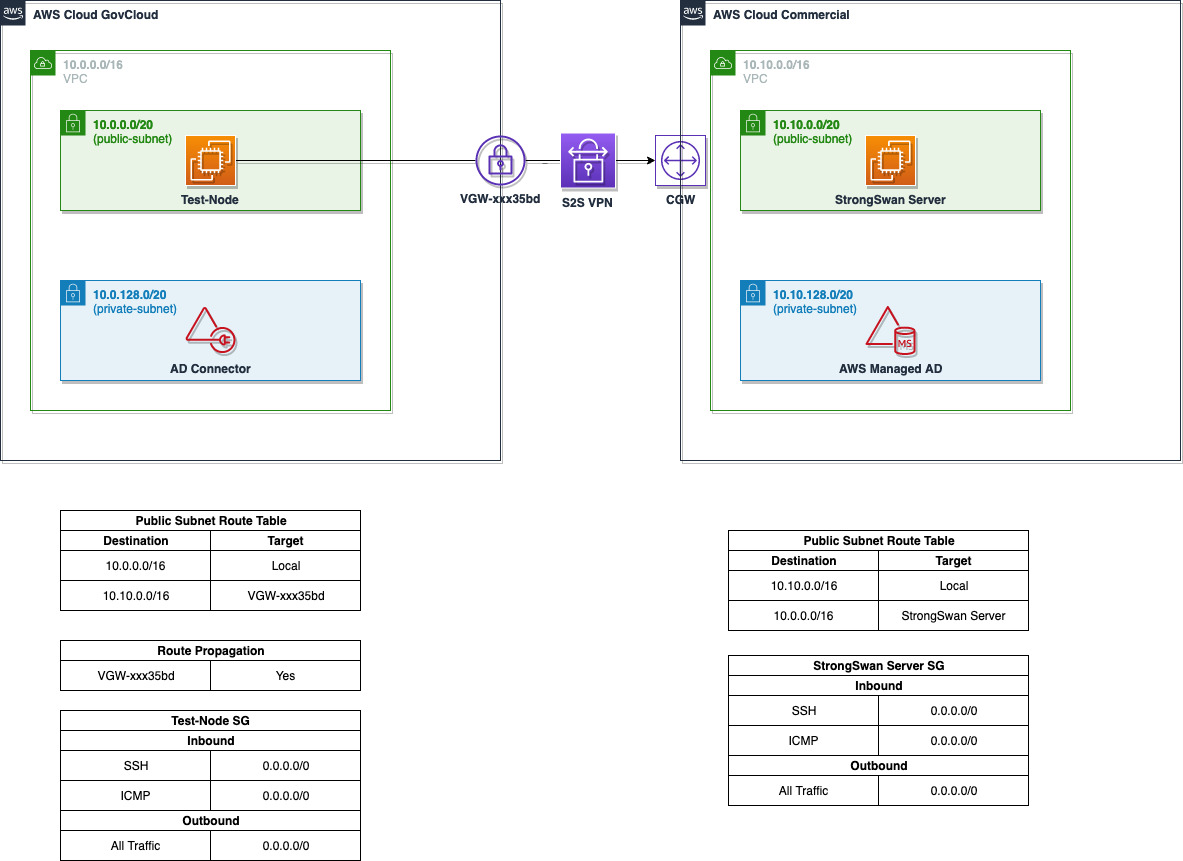 aws
AWS Cloud GovCloud
10.0.0.0/16
VPC
10.0.0.0/20
(public-subnet)
Test-Node
10.0.128.0/20
(private-subnet)
AD Connector
VGW-xxx35bd
S2S VPN
CGW
aws
AWS Cloud Commercial
10.10.0.0/16
VPC
10.10.0.0/20
(public-subnet)
StrongSwan Server
10.10.128.0/20
(private-subnet)
MS
AWS Managed AD
Public Subnet Route Table
Destination Target
10.0.0.0/16 Local
10.10.0.0/16 VGW-xxx35bd
Route Propagation
VGW-xxx35bd Yes
Test-Node SG
Inbound
SSH 0.0.0.0/0
ICMP 0.0.0.0/0
Outbound
All Traffic 0.0.0.0/0
Public Subnet Route Table
Destination Target
10.10.0.0/16 Local
10.0.0.0/16 StrongSwan Server
StrongSwan Server SG
Inbound
SSH 0.0.0.0/0
ICMP 0.0.0.0/0
Outbound
All Traffic 0.0.0.0/0